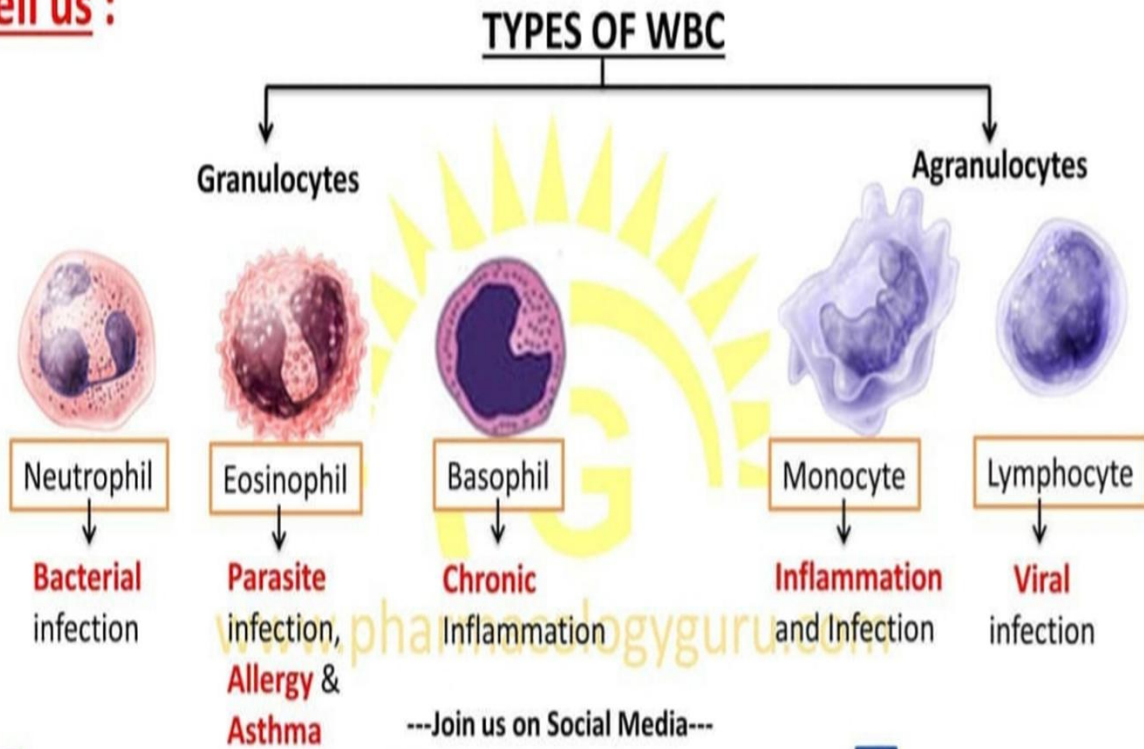 ell us :
TYPES OF WBC
Granulocytes
Agranulocytes
Neutrophil
Eosinophil
Basophil
Monocyte
Lymphocyte
Bacterial
infection
Parasite
infection,
Allergy &
Asthma
Chronic
Inflammation
Inflammation
and Infection
Viral
infection
G
www.pharmacologyguru.com
---Join us on Social Media---